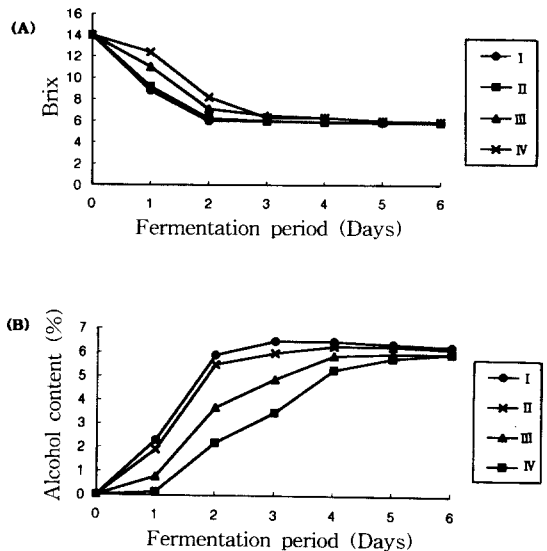 (A)
Brix
16
14
12
10
8
6
4
2
0
0 1 2 3 4 5 6
Fermentation period (Days)
I
II
III
IV
(B)
Alcohol content (%)
7
6
5
4
3
2
1
0
0 1 2 3 4 5 6
Fermentation period (Days)
I
II
III
IV